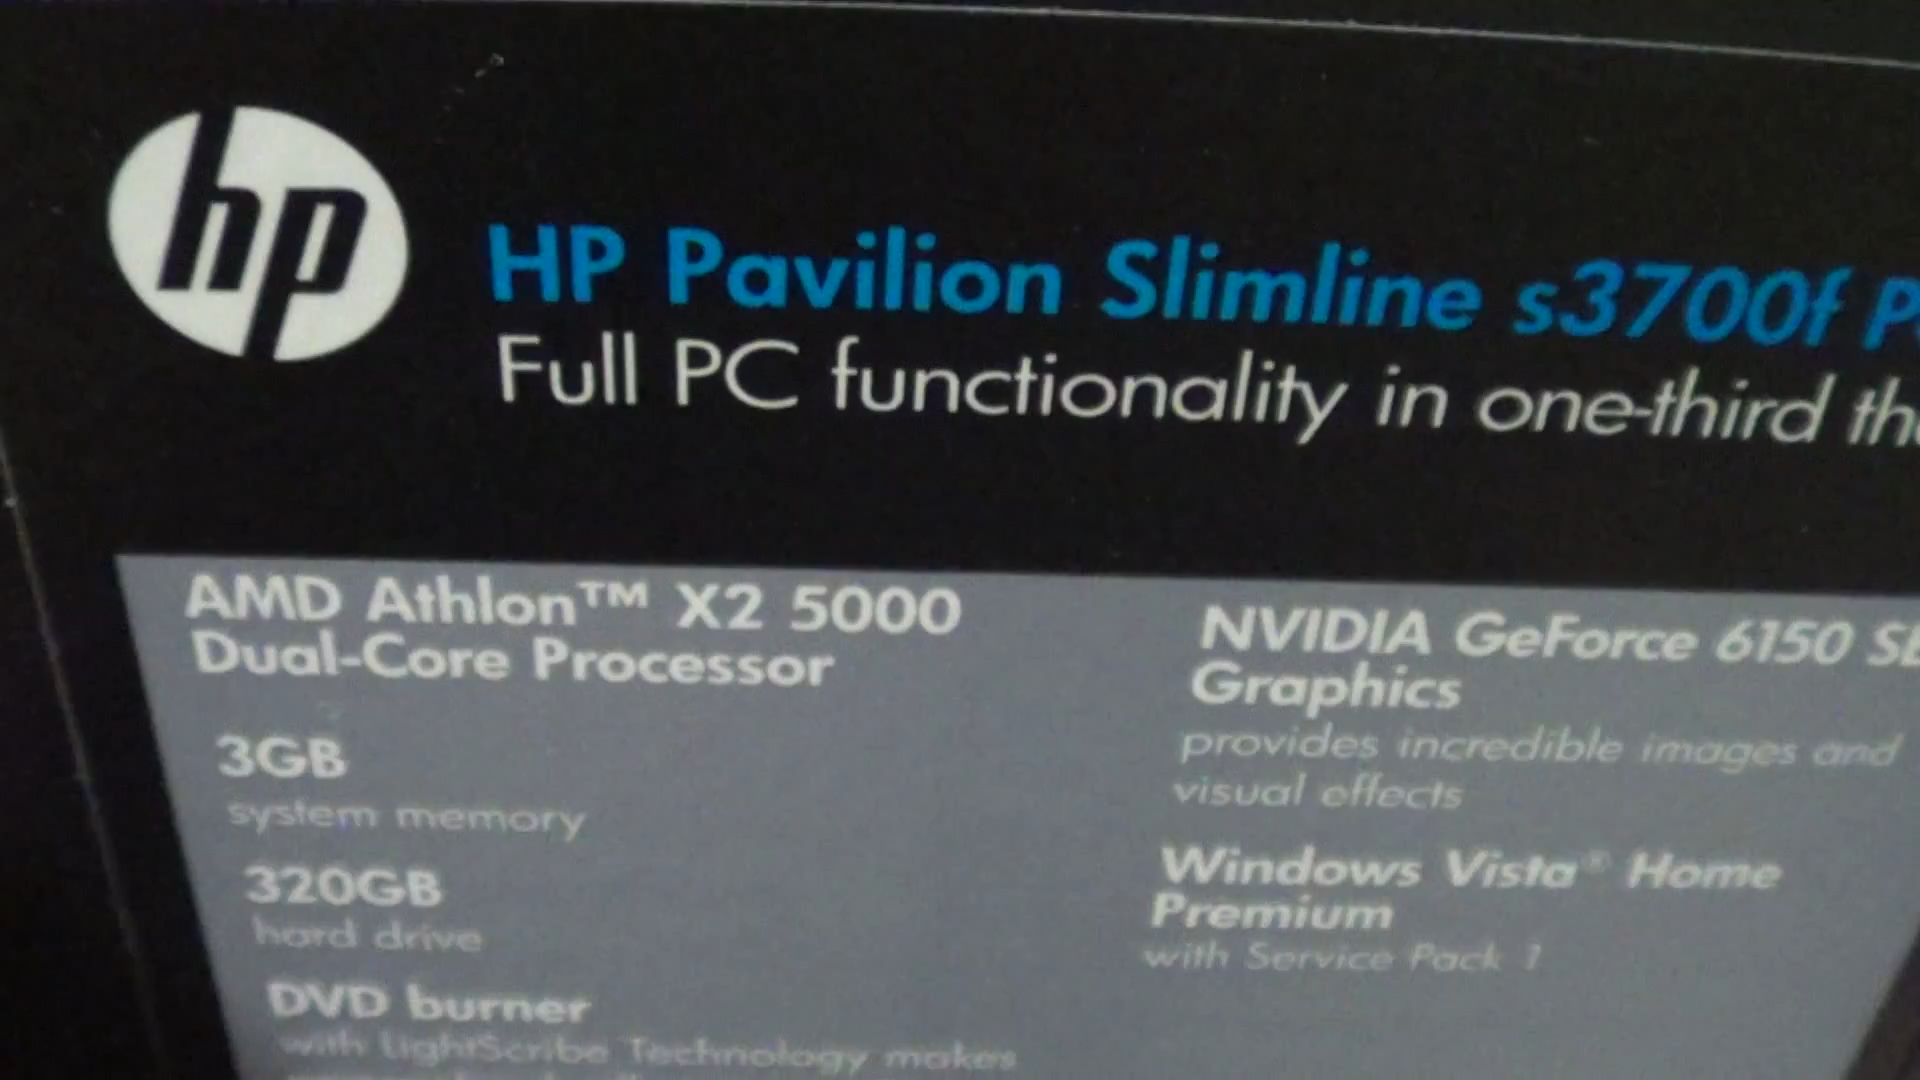 hp
HP Pavilion Slimline s3700f
Full PC functionality in one-third
AMD Athlon™ X2 5000
Dual-Core Processor
3GB
system memory
320GB
hard drive
DVD burner
with LightScribe Technology makes
NVIDIA GeForce 6150
Graphics
provides incredible images and
visual effects
Windows Vista® Home
Premium
with Service Pack 1